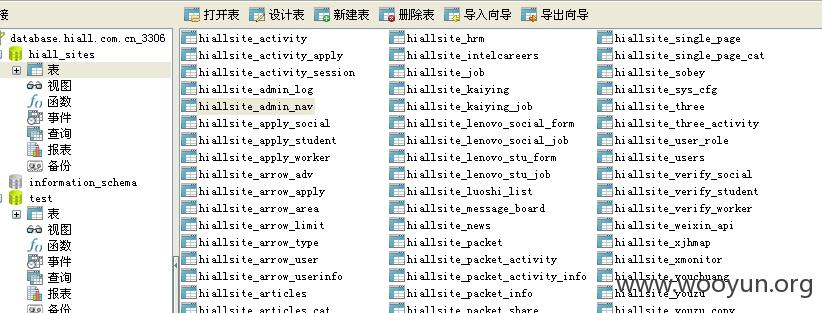 接 打开表 设计表 新建表 删除表 导入向导 导出向导
database.hiall.com.cn_3306
hiall_sites
表
视图
函数
事件
查询
报表
备份
information_schema
test
表
视图
函数
事件
查询
报表
备份
hiallsite_activity
hiallsite_activity_apply
hiallsite_activity_session
hiallsite_admin_log
hiallsite_admin_nav
hiallsite_apply_social
hiallsite_apply_student
hiallsite_apply_worker
hiallsite_arrow_adv
hiallsite_arrow_apply
hiallsite_arrow_area
hiallsite_arrow_limit
hiallsite_arrow_type
hiallsite_arrow_user
hiallsite_arrow_userinfo
hiallsite_articles
hiallsite_articles_cat
hiallsite_hrm
hiallsite_intelcareers
hiallsite_job
hiallsite_kaiying
hiallsite_kaiying_job
hiallsite_lenovo_social_form
hiallsite_lenovo_social_job
hiallsite_lenovo_stu_form
hiallsite_lenovo_stu_job
hiallsite_luoshi_list
hiallsite_message_board
hiallsite_news
hiallsite_packet
hiallsite_packet_activity
hiallsite_packet_activity_info
hiallsite_packet_info
hiallsite_packet_share
hiallsite_single_page
hiallsite_single_page_cat
hiallsite_sobey
hiallsite_sys_cfg
hiallsite_three
hiallsite_three_activity
hiallsite_user_role
hiallsite_users
hiallsite_verify_social
hiallsite_verify_student
hiallsite_verify_worker
hiallsite_weixin_api
hiallsite_xjhmap
hiallsite_xmonitor
hiallsite_youchuang
hiallsite_youzu
hiallsite_youzu_copy
www.wooyun.org